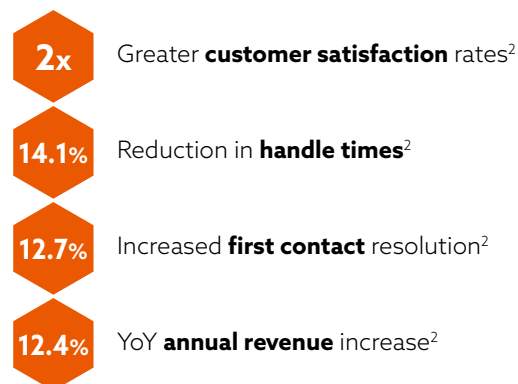 2x Greater customer satisfaction rates²
14.1% Reduction in handle times²
12.7% Increased first contact resolution²
12.4% YoY annual revenue increase²